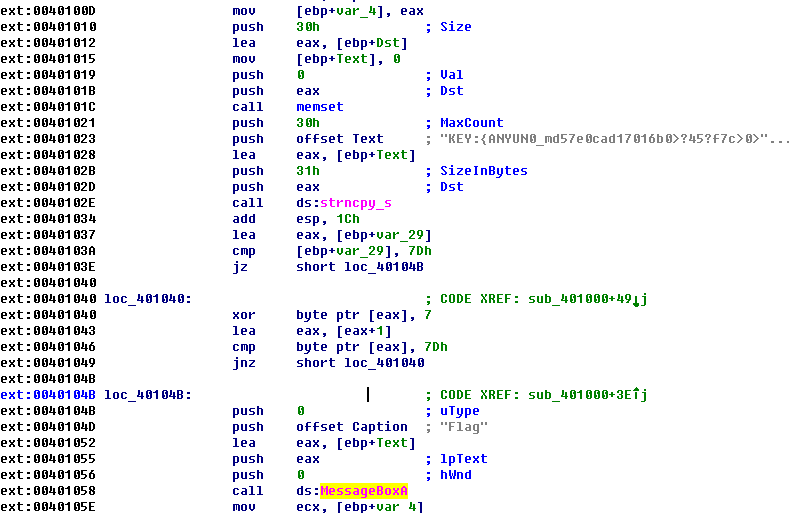 ext:0040100D mov [ebp+var_4], eax
ext:00401010 push 30h ; Size
ext:00401012 lea eax, [ebp+Dst]
ext:00401015 mov [ebp+Text], 0
ext:00401019 push 0 ; Val
ext:0040101B push eax ; Dst
ext:0040101C call memset
ext:00401021 push 30h ; MaxCount
ext:00401023 push offset Text ; "KEY:{ANYUN0_md57e0cad17016b0>?45?f7c>0>"...
ext:00401028 lea eax, [ebp+Text]
ext:0040102B push 31h ; SizeInBytes
ext:0040102D push eax ; Dst
ext:0040102E call ds:strncpy_s
ext:00401034 add esp, 1Ch
ext:00401037 lea eax, [ebp+var_29]
ext:0040103A cmp [ebp+var_29], 7Dh
ext:0040103E jz short loc_40104B
ext:00401040
ext:00401040 loc_401040: ; CODE XREF: sub_401000+49↓j
ext:00401040 xor byte ptr [eax], 7
ext:00401043 lea eax, [eax+1]
ext:00401046 cmp byte ptr [eax], 7Dh
ext:00401049 jnz short loc_401040
ext:0040104B
ext:0040104B loc_40104B: ; CODE XREF: sub_401000+3E↑j
ext:0040104B push 0 ; uType
ext:0040104D push offset Caption ; "Flag"
ext:00401052 lea eax, [ebp+Text]
ext:00401055 push eax ; lpText
ext:00401056 push 0 ; hWnd
ext:00401058 call ds:MessageBoxA
ext:0040105E mov ecx, [ebp+var_4]